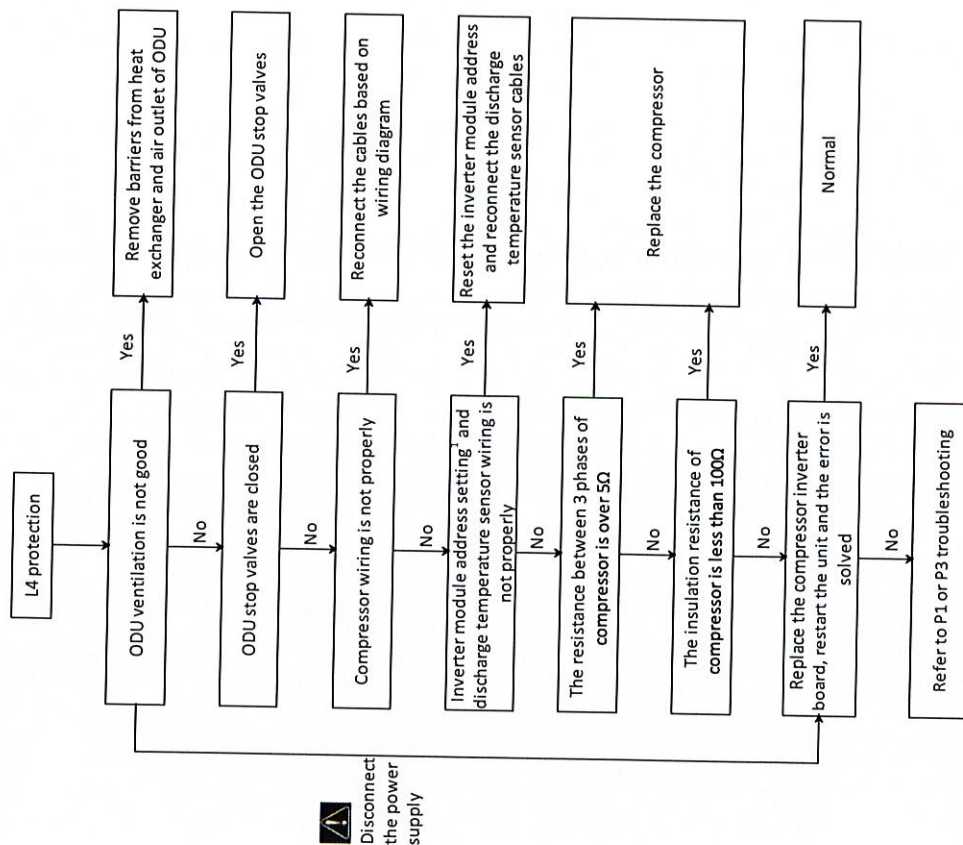 L4 protection
ODU ventilation is not good
Yes
Remove barriers from heat
exchanger and air outlet of ODU
No
ODU stop valves are closed
Yes
Open the ODU stop valves
No
Compressor wiring is not properly
Yes
Reconnect the cables based on
wiring diagram
No
Inverter module address setting¹ and
discharge temperature sensor wiring is
not properly
Yes
Reset the inverter module address
and reconnect the discharge
temperature sensor cables
No
The resistance between 3 phases of
compressor is over 5Ω
Yes
Replace the compressor
No
The insulation resistance of
compressor is less than 100Ω
Yes
No
Replace the compressor inverter
board, restart the unit and the error is
solved
Yes
Normal
No
Refer to P1 or P3 troubleshooting
Disconnect
the power
supply